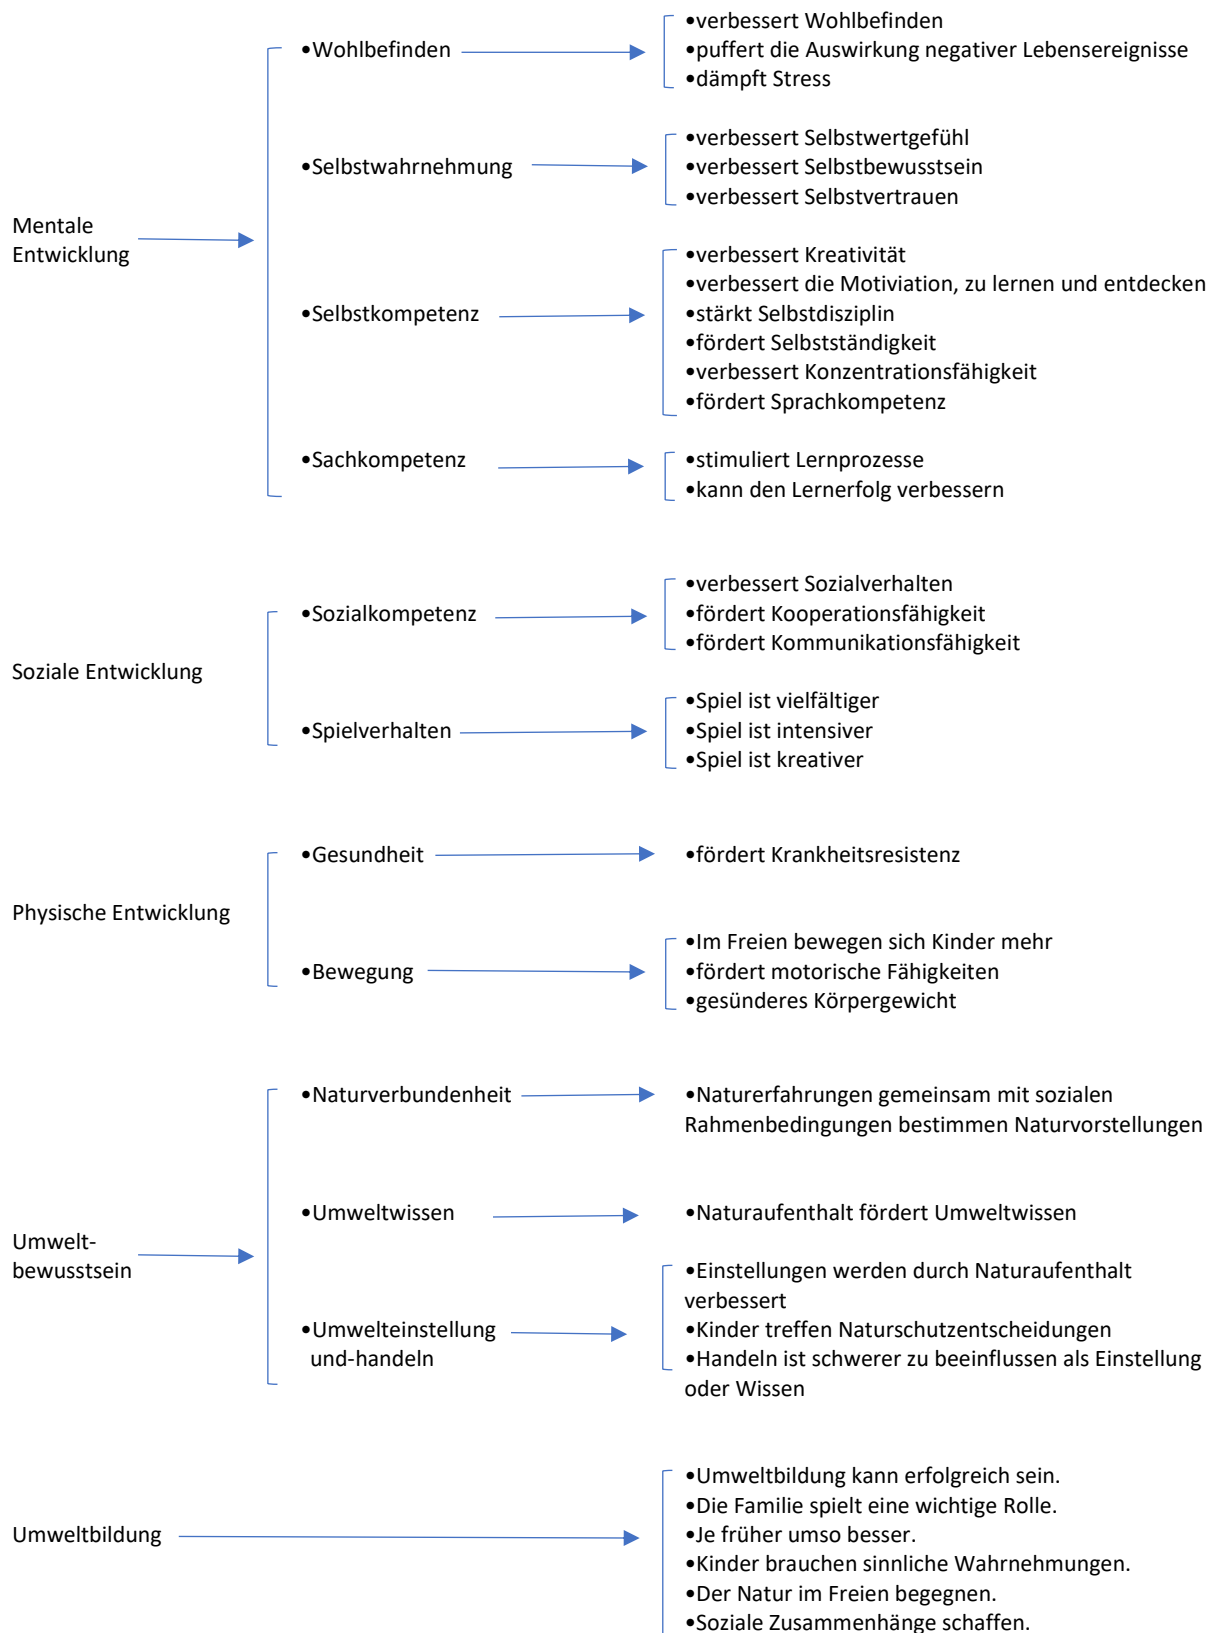 Mentale
Entwicklung
•Wohlbefinden
•verbessert Wohlbefinden
•puffert die Auswirkung negativer Lebensereignisse
•dämpft Stress
•Selbstwahrnehmung
•verbessert Selbstwertgefühl
•verbessert Selbstbewusstsein
•verbessert Selbstvertrauen
•Selbstkompetenz
•verbessert Kreativität
•verbessert die Motiviation, zu lernen und entdecken
•stärkt Selbstdisziplin
•fördert Selbstständigkeit
•verbessert Konzentrationsfähigkeit
•fördert Sprachkompetenz
•Sachkompetenz
•stimuliert Lernprozesse
•kann den Lernerfolg verbessern
Soziale Entwicklung
•Sozialkompetenz
•verbessert Sozialverhalten
•fördert Kooperationsfähigkeit
•fördert Kommunikationsfähigkeit
•Spielverhalten
•Spiel ist vielfältiger
•Spiel ist intensiver
•Spiel ist kreativer
Physische Entwicklung
•Gesundheit
•fördert Krankheitsresistenz
•Bewegung
•Im Freien bewegen sich Kinder mehr
•fördert motorische Fähigkeiten
•gesünderes Körpergewicht
Umwelt-
bewusstsein
•Naturverbundenheit
•Naturerfahrungen gemeinsam mit sozialen
Rahmenbedingungen bestimmen Naturvorstellungen
•Umweltwissen
•Naturaufenthalt fördert Umweltwissen
•Umwelteinstellung
und-handeln
•Einstellungen werden durch Naturaufenthalt
verbessert
•Kinder treffen Naturschutzentscheidungen
•Handeln ist schwerer zu beeinflussen als Einstellung
oder Wissen
Umweltbildung
•Umweltbildung kann erfolgreich sein.
•Die Familie spielt eine wichtige Rolle.
•Je früher umso besser.
•Kinder brauchen sinnliche Wahrnehmungen.
•Der Natur im Freien begegnen.
•Soziale Zusammenhänge schaffen.